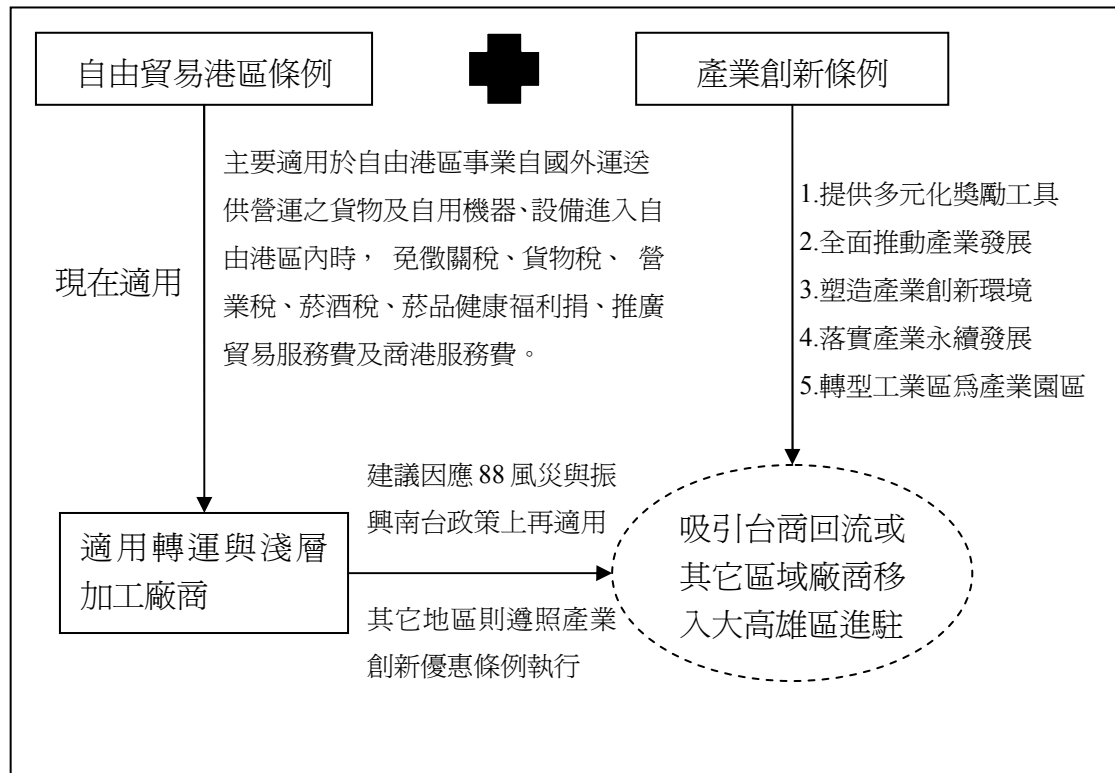 自由貿易港區條例
產業創新條例
主要適用於自由港區事業自國外運送
供營運之貨物及自用機器、設備進入自
由港區內時， 免徵關稅、貨物稅、 營
業稅、菸酒稅、菸品健康福利捐、推廣
貿易服務費及商港服務費。
現在適用
1.提供多元化獎勵工具
2.全面推動產業發展
3.塑造產業創新環境
4.落實產業永續發展
5.轉型工業區爲產業園區
適用轉運與淺層
加工廠商
建議因應 88 風災與振
興南台政策上再適用
其它地區則遵照產業
創新優惠條例執行
吸引台商回流或
其它區域廠商移
入大高雄區進駐